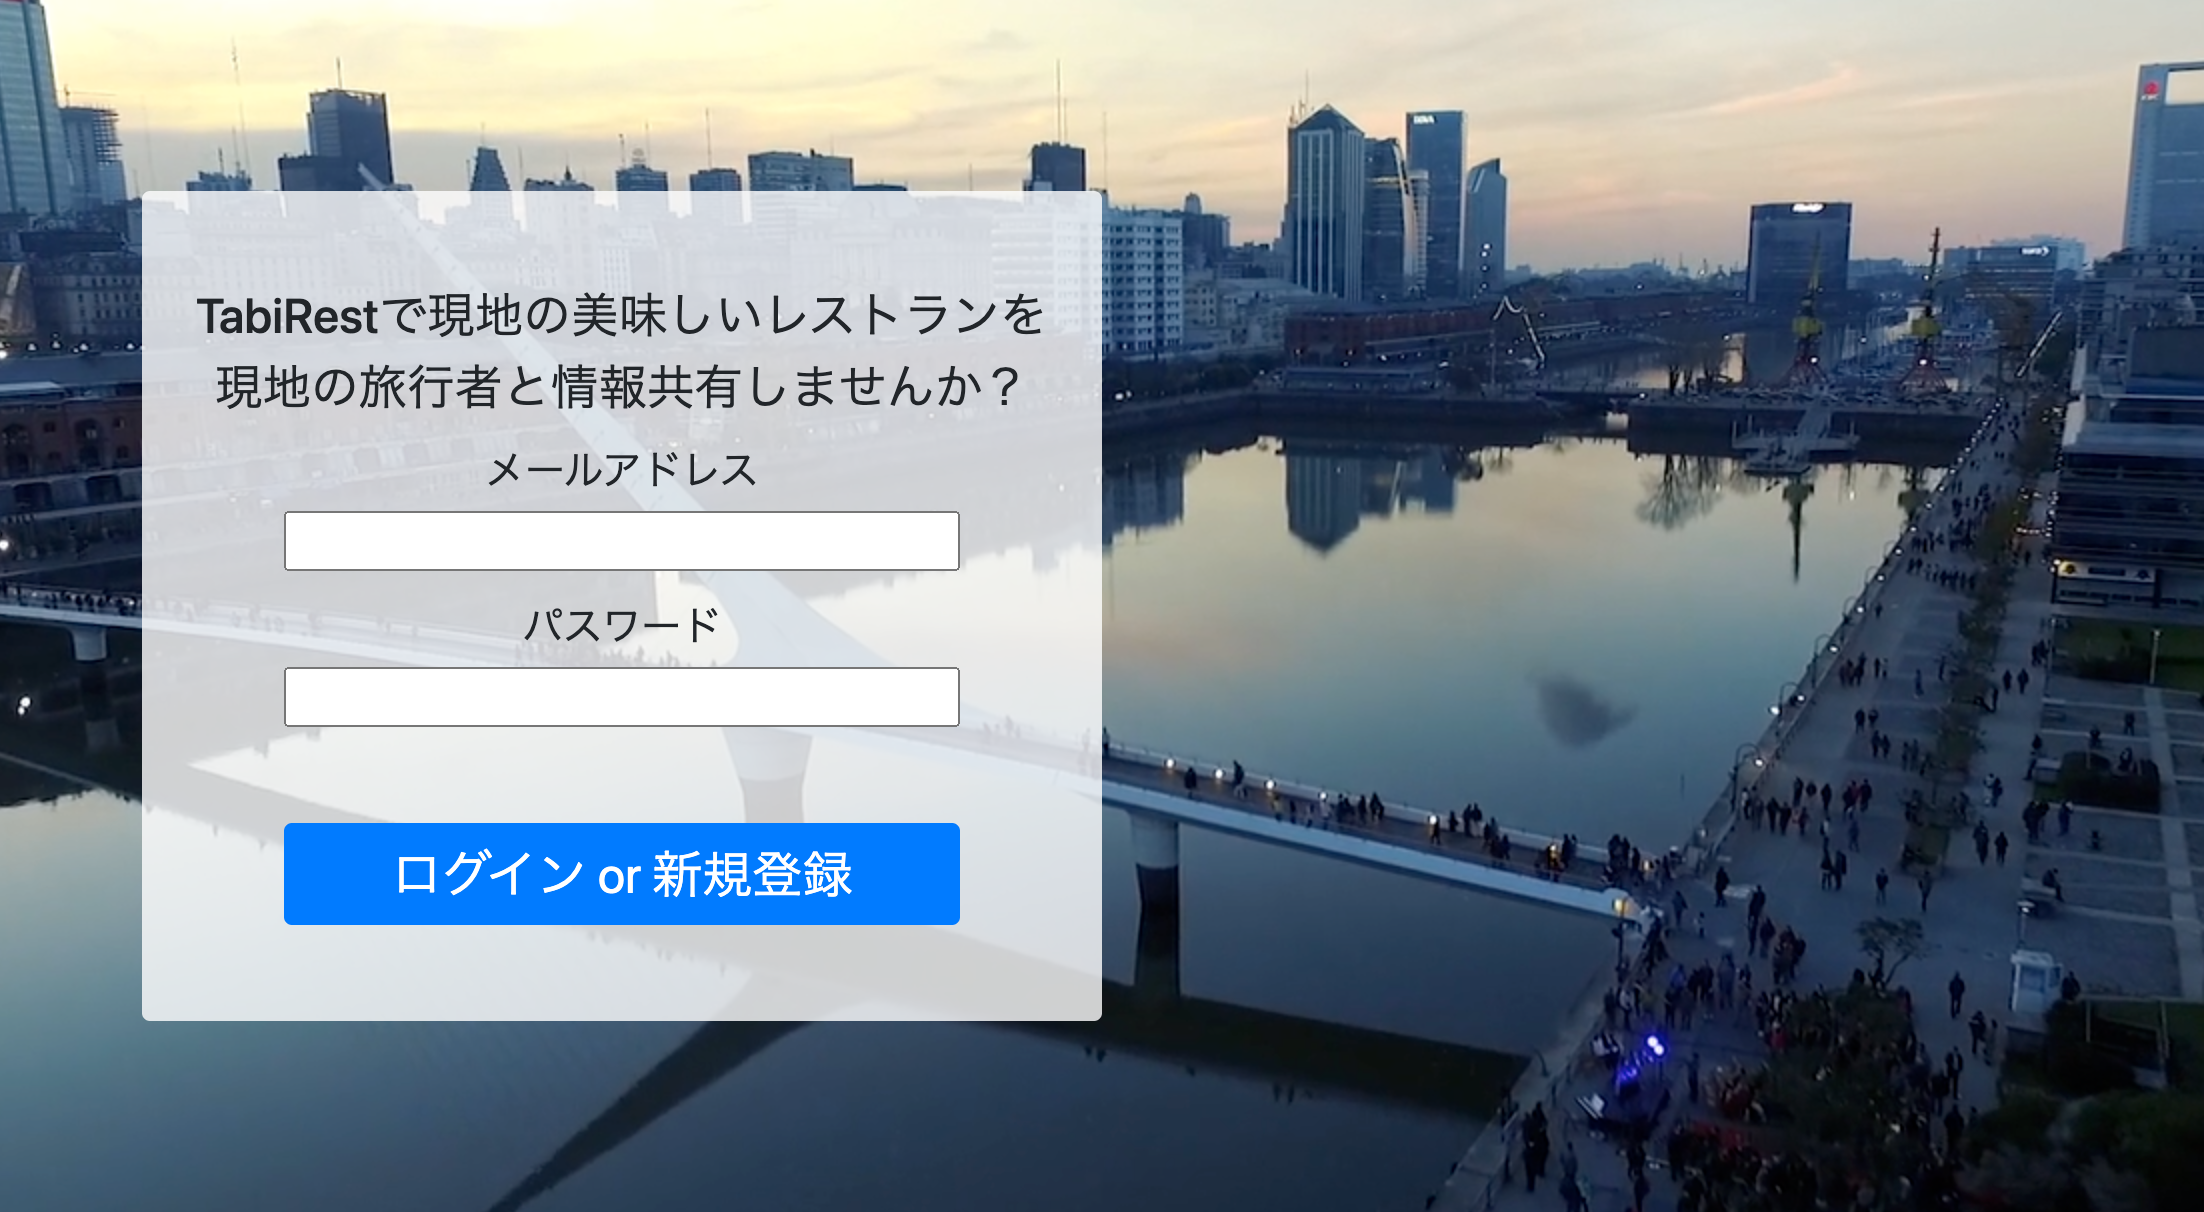 BBVA
TabiRestで現地の美味しいレストランを
現地の旅行者と情報共有しませんか？
メールアドレス
パスワード
ログイン or 新規登録